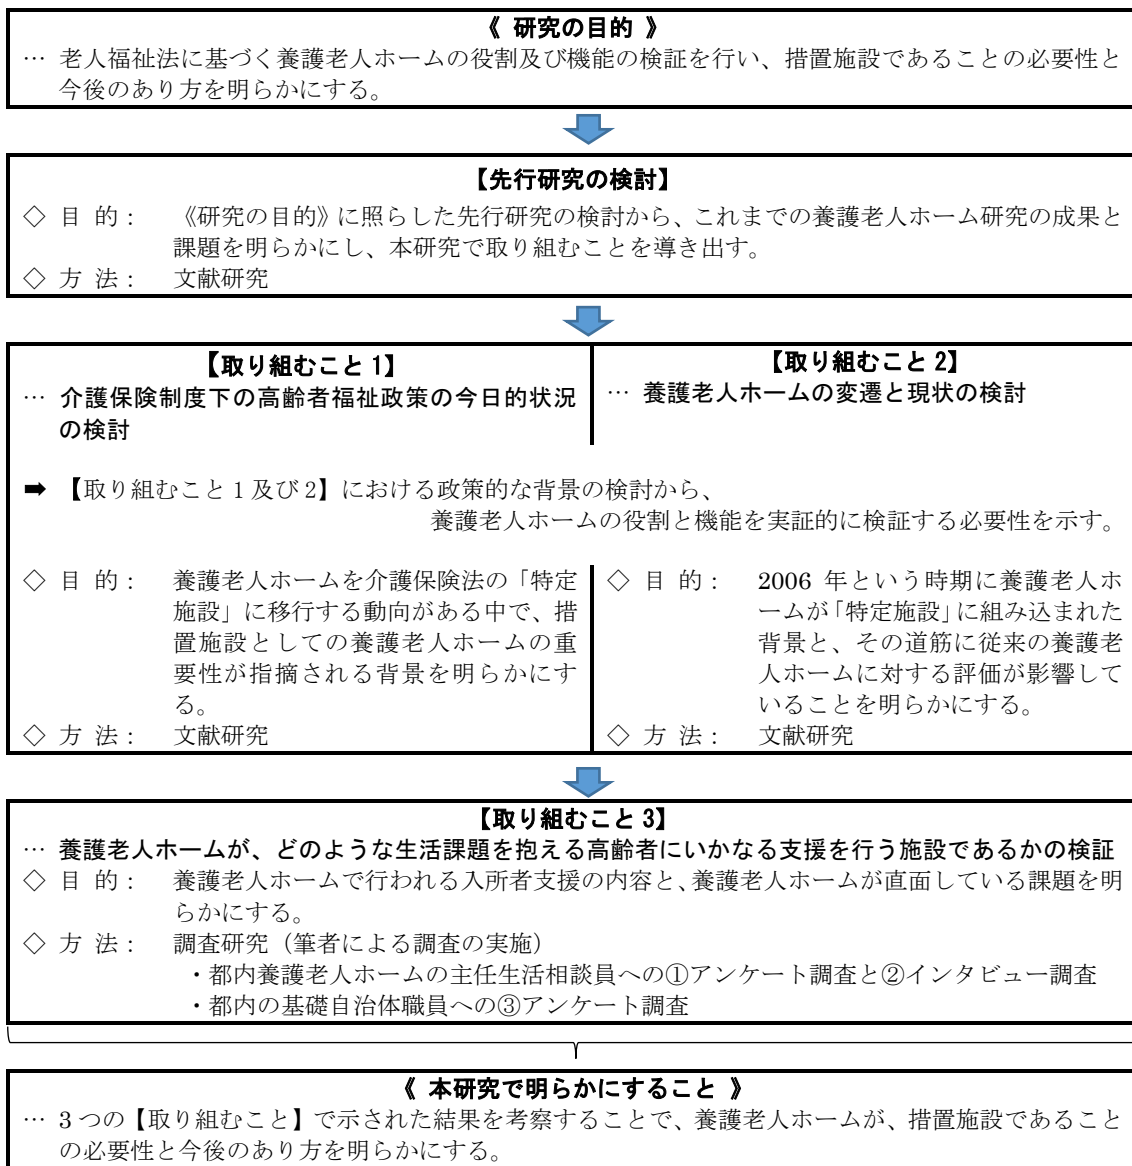 《 研究の目的 》
… 老人福祉法に基づく養護老人ホームの役割及び機能の検証を行い、措置施設であることの必要性と
今後のあり方を明らかにする。
【先行研究の検討】
◇ 目 的： 《研究の目的》に照らした先行研究の検討から、これまでの養護老人ホーム研究の成果と
課題を明らかにし、本研究で取り組むことを導き出す。
◇ 方 法： 文献研究
【取り組むこと 1】
… 介護保険制度下の高齢者福祉政策の今日的状況
の検討
【取り組むこと 2】
… 養護老人ホームの変遷と現状の検討
➡ 【取り組むこと 1 及び 2】における政策的な背景の検討から、
養護老人ホームの役割と機能を実証的に検証する必要性を示す。
◇ 目 的： 養護老人ホームを介護保険法の「特定
施設」に移行する動向がある中で、措
置施設としての養護老人ホームの重
要性が指摘される背景を明らかにす
る。
◇ 方 法： 文献研究
◇ 目 的： 2006 年という時期に養護老人ホ
ームが「特定施設」に組み込まれた
背景と、その道筋に従来の養護老
人ホームに対する評価が影響して
いることを明らかにする。
◇ 方 法： 文献研究
【取り組むこと 3】
… 養護老人ホームが、どのような生活課題を抱える高齢者にいかなる支援を行う施設であるかの検証
◇ 目 的： 養護老人ホームで行われる入所者支援の内容と、養護老人ホームが直面している課題を明
らかにする。
◇ 方 法： 調査研究（筆者による調査の実施）
・都内養護老人ホームの主任生活相談員への①アンケート調査と②インタビュー調査
・都内の基礎自治体職員への③アンケート調査
《 本研究で明らかにすること 》
… 3 つの【取り組むこと】で示された結果を考察することで、養護老人ホームが、措置施設であること
の必要性と今後のあり方を明らかにする。